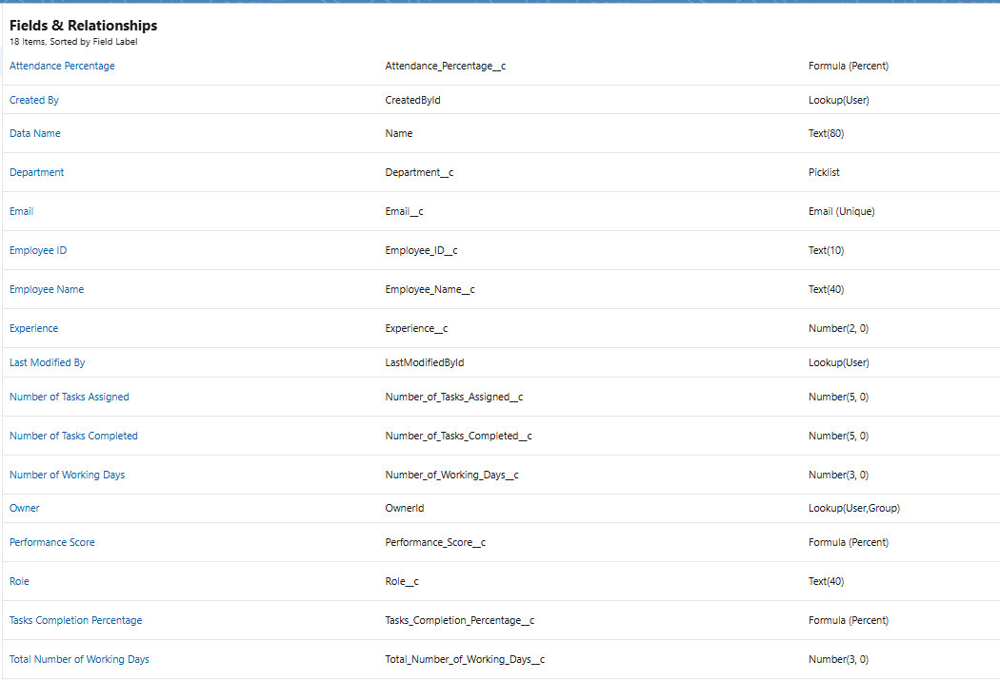 Fields & Relationships
18 Items, Sorted by Field Label
Attendance Percentage Attendance_Percentage__c Formula (Percent)
Created By CreatedById Lookup(User)
Data Name Name Text(80)
Department Department__c Picklist
Email Email__c Email (Unique)
Employee ID Employee_ID__c Text(10)
Employee Name Employee_Name__c Text(40)
Experience Experience__c Number(2, 0)
Last Modified By LastModifiedById Lookup(User)
Number of Tasks Assigned Number_of_Tasks_Assigned__c Number(5, 0)
Number of Tasks Completed Number_of_Tasks_Completed__c Number(5, 0)
Number of Working Days Number_of_Working_Days__c Number(3, 0)
Owner OwnerId Lookup(User,Group)
Performance Score Performance_Score__c Formula (Percent)
Role Role__c Text(40)
Tasks Completion Percentage Tasks_Completion_Percentage__c Formula (Percent)
Total Number of Working Days Total_Number_of_Working_Days__c Number(3, 0)